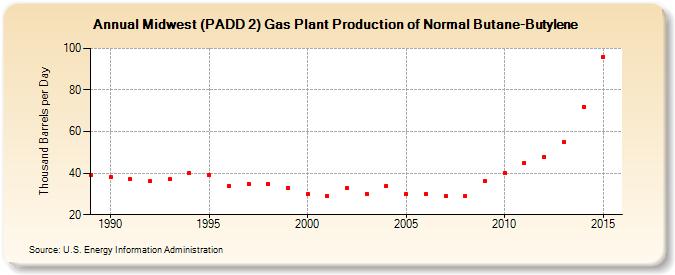 Annual Midwest (PADD 2) Gas Plant Production of Normal Butane-Butylene
Thousand Barrels per Day
100
80
60
40
20
1990 1995 2000 2005 2010 2015
Source: U.S. Energy Information Administration